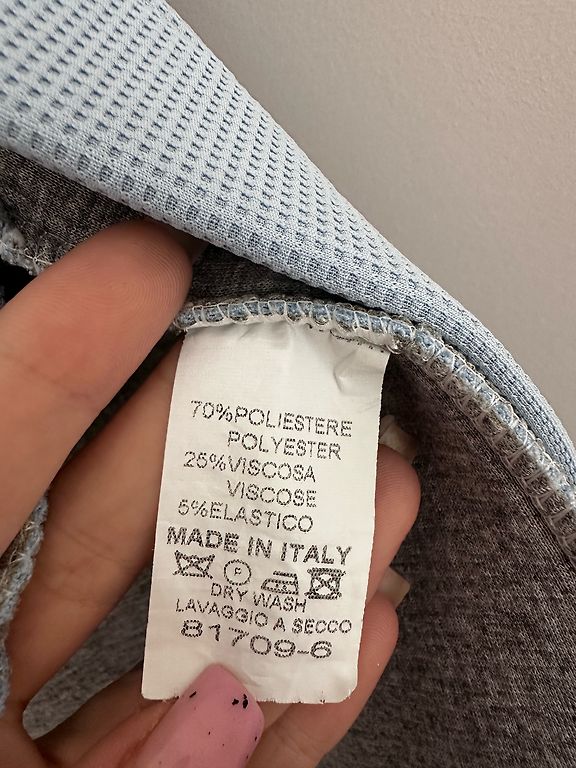 70%POLIESTERE
POLYESTER
25%VISCOSA
VISCOSE
5%ELASTICO
MADE IN ITALY
P
DRY WASH
LAVAGGIO A SECCO
81709-6